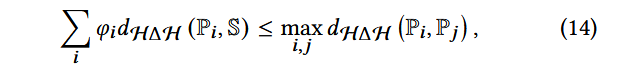 ∑_i φ_i d_{ℋΔℋ} (ℙ_i, 𝕊) ≤ max_{i,j} d_{ℋΔℋ} (ℙ_i, ℙ_j) , (14)